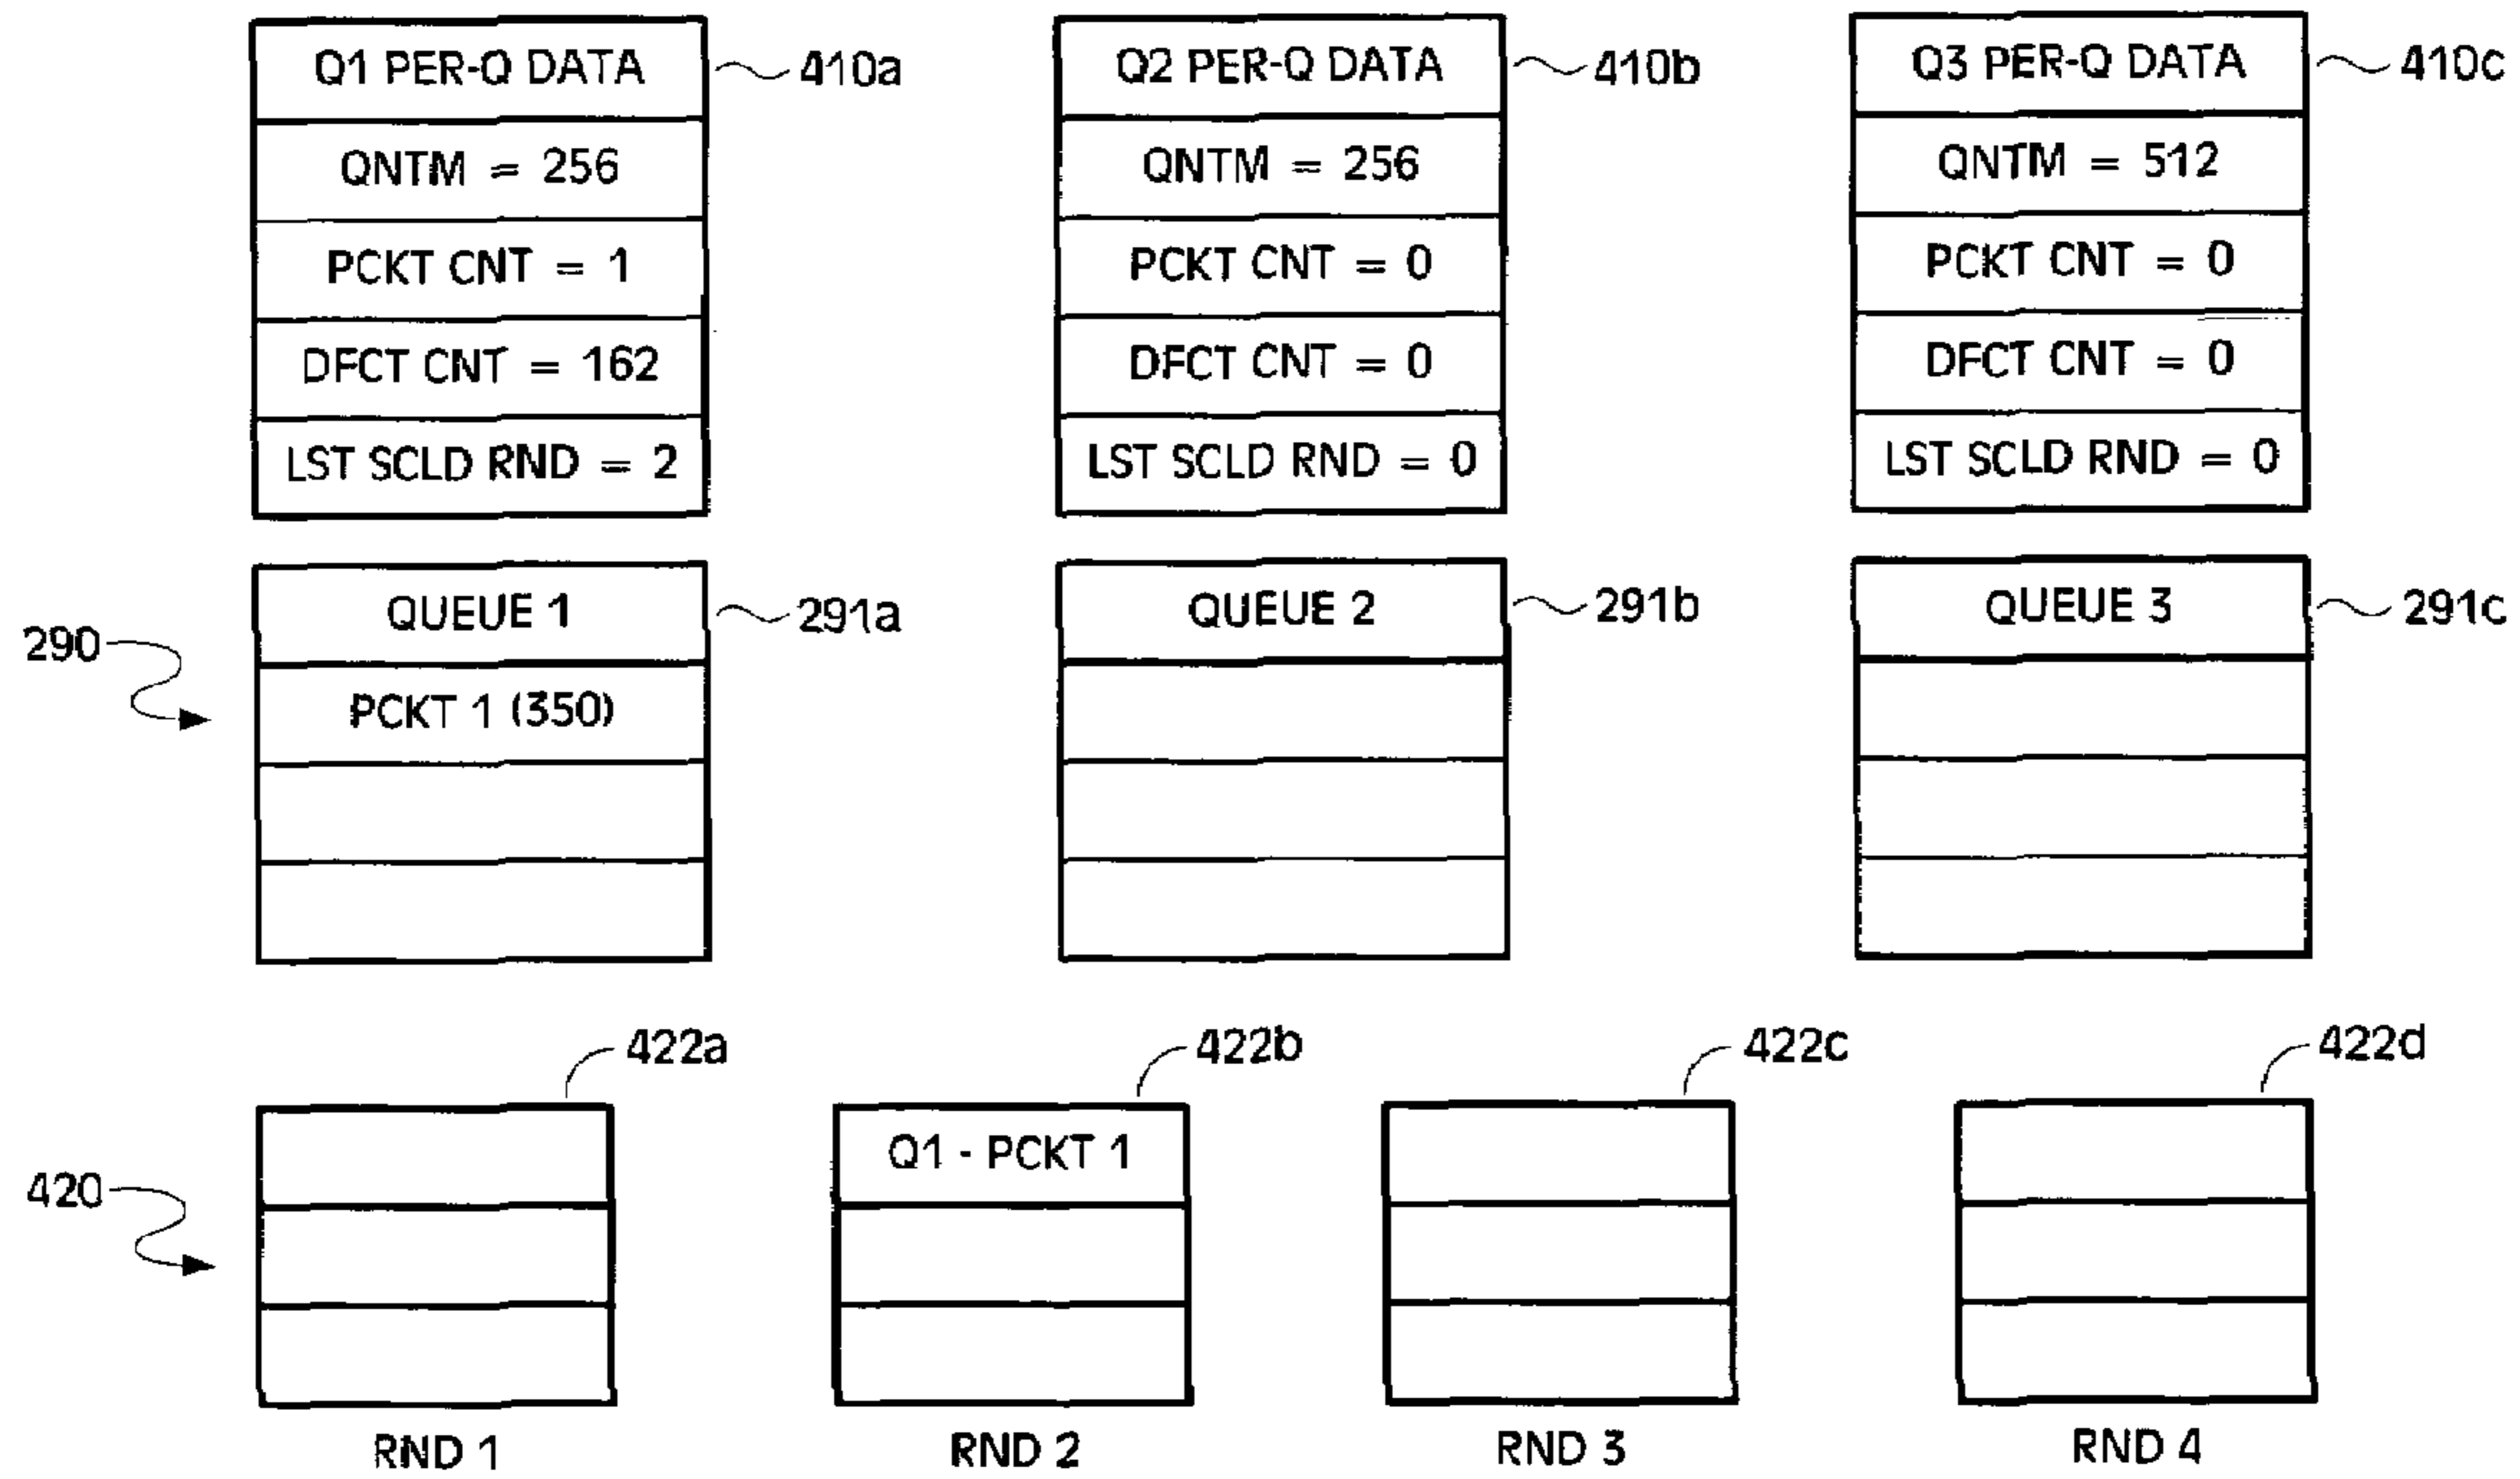 Q1 PER-Q DATA
410a
Q2 PER-Q DATA
410b
Q3 PER-Q DATA
410c
QNTM = 256
QNTM = 256
QNTM = 512
PCKT CNT = 1
PCKT CNT = 0
PCKT CNT = 0
DFCT CNT = 162
DFCT CNT = 0
DFCT CNT = 0
LST SCLD RND = 2
LST SCLD RND = 0
LST SCLD RND = 0
290
QUEUE 1
291a
QUEUE 2
291b
QUEUE 3
291c
PCKT 1 (350)
422a
422b
422c
422d
420
Q1 - PCKT 1
RND 1
RND 2
RND 3
RND 4